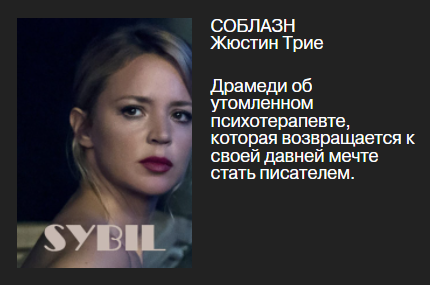 СОБЛАЗН
Жюстин Трие
Драмеди об
утомленном
психотерапевте,
которая возвращается к
своей давней мечте
стать писателем.
SYBIL